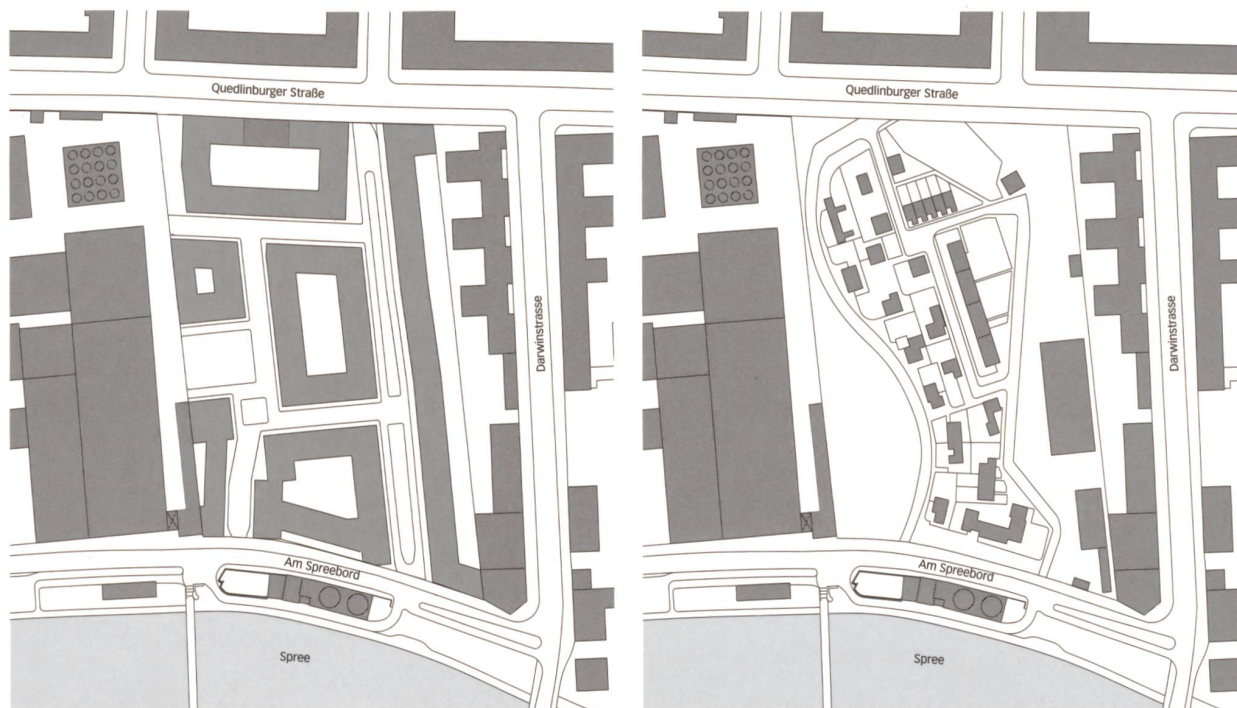 Quedlinburger Straße
Darwinstrasse
Am Spreebord
Spree
Quedlinburger Straße
Darwinstrasse
Am Spreebord
Spree